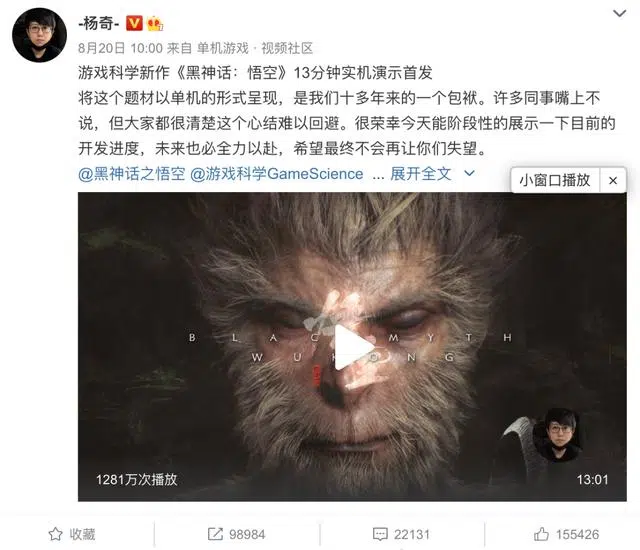 -杨奇-
8月20日 10:00 来自 单机游戏 · 视频社区
游戏科学新作《黑神话：悟空》13分钟实机演示首发
将这个题材以单机的形式呈现，是我们十多年来的一个包袱。许多同事嘴上不
说，但大家都很清楚这个心结难以回避。很荣幸今天能阶段性的展示一下目前的
开发进度，未来也必全力以赴，希望最终不会再让你们失望。
@黑神话之悟空 @游戏科学GameScience ... 展开全文
小窗口播放 ×
BLAC MYTH
WUKONG
1281万次播放
13:01
收藏 98984 22131 155426